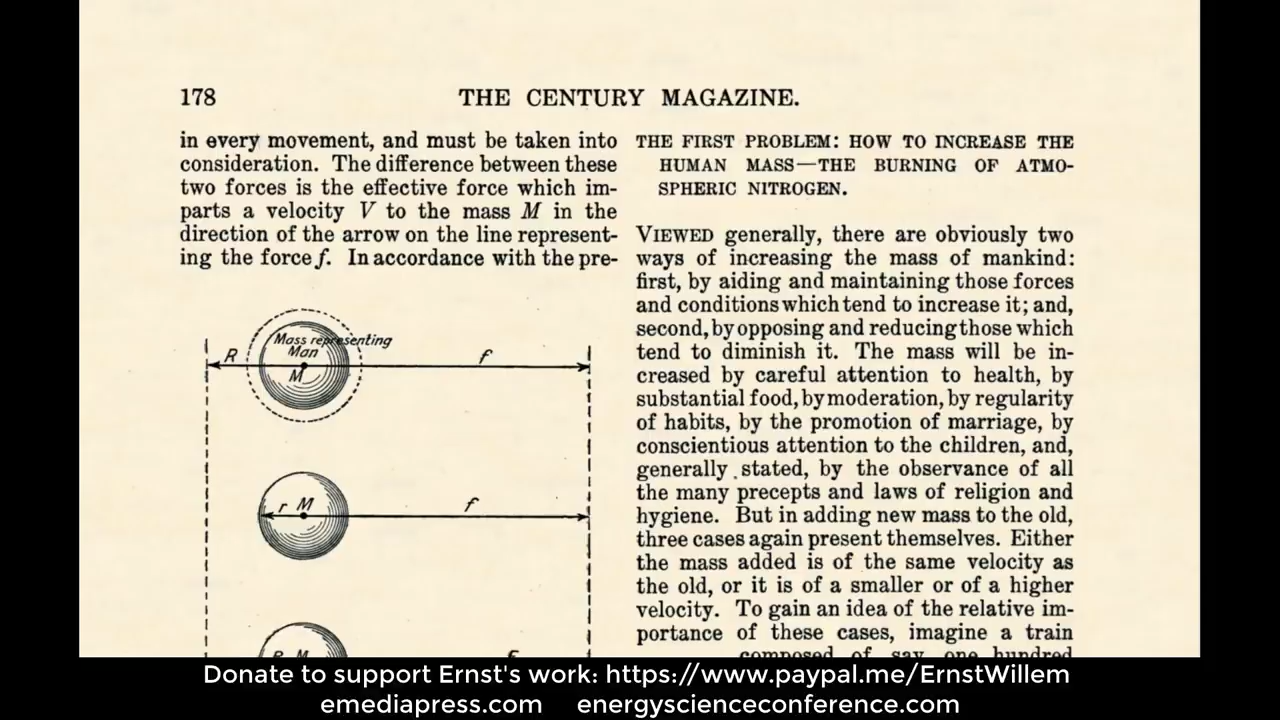 178
THE CENTURY MAGAZINE.
in every movement, and must be taken into
consideration. The difference between these
two forces is the effective force which im-
parts a velocity V to the mass M in the
direction of the arrow on the line represent-
ing the force f. In accordance with the pre-
Mass representing
Man
R
M
f
r M
f
R M
f
THE FIRST PROBLEM: HOW TO INCREASE THE
HUMAN MASS—THE BURNING OF ATMO-
SPHERIC NITROGEN.
VIEWED generally, there are obviously two
ways of increasing the mass of mankind:
first, by aiding and maintaining those forces
and conditions which tend to increase it; and,
second, by opposing and reducing those which
tend to diminish it. The mass will be in-
creased by careful attention to health, by
substantial food, by moderation, by regularity
of habits, by the promotion of marriage, by
conscientious attention to the children, and,
generally stated, by the observance of all
the many precepts and laws of religion and
hygiene. But in adding new mass to the old,
three cases again present themselves. Either
the mass added is of the same velocity as
the old, or it is of a smaller or of a higher
velocity. To gain an idea of the relative im-
portance of these cases, imagine a train
composed of, say, one hundred
Donate to support Ernst's work: https://www.paypal.me/ErnstWillem
emediapress.com energyscienceconference.com